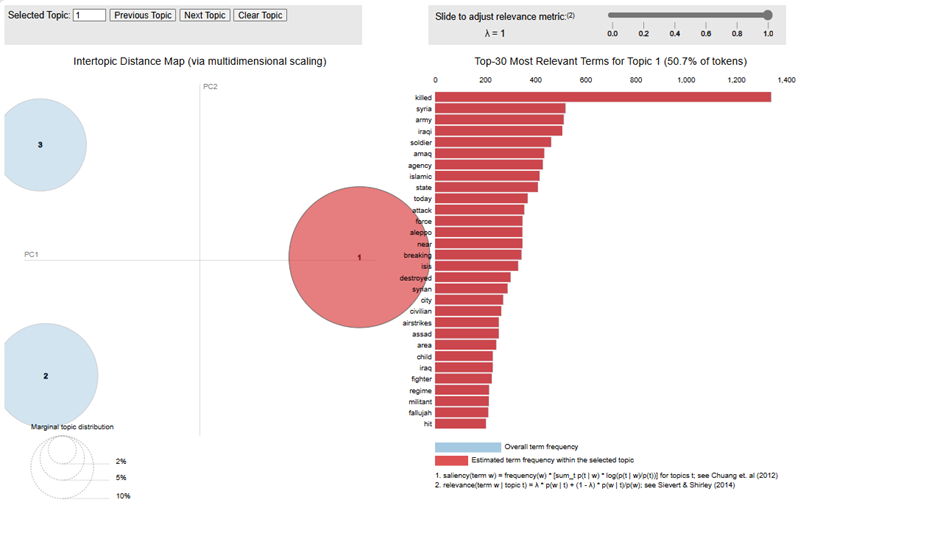 Selected Topic: 1 Previous Topic Next Topic Clear Topic
Slide to adjust relevance metric:(2)
λ = 1
0.0 0.2 0.4 0.6 0.8 1.0
Intertopic Distance Map (via multidimensional scaling)
PC2
PC1
3
1
2
Marginal topic distribution
2%
5%
10%
Top-30 Most Relevant Terms for Topic 1 (50.7% of tokens)
0 200 400 600 800 1,000 1,200 1,400
killed
syria
army
iraqi
soldier
amaq
agency
islamic
state
today
attack
force
aleppo
near
breaking
isis
destroyed
syrian
city
civilian
airstrikes
assad
area
child
iraq
fighter
regime
militant
fallujah
hit
Overall term frequency
Estimated term frequency within the selected topic
1. saliency(term w) = frequency(w) * [sum_t p(t | w) * log(p(t | w)/p(t))] for topics t; see Chuang et. al (2012)
2. relevance(term w | topic t) = λ * p(w | t) + (1 - λ) * p(w | t)/p(w); see Sievert & Shirley (2014)